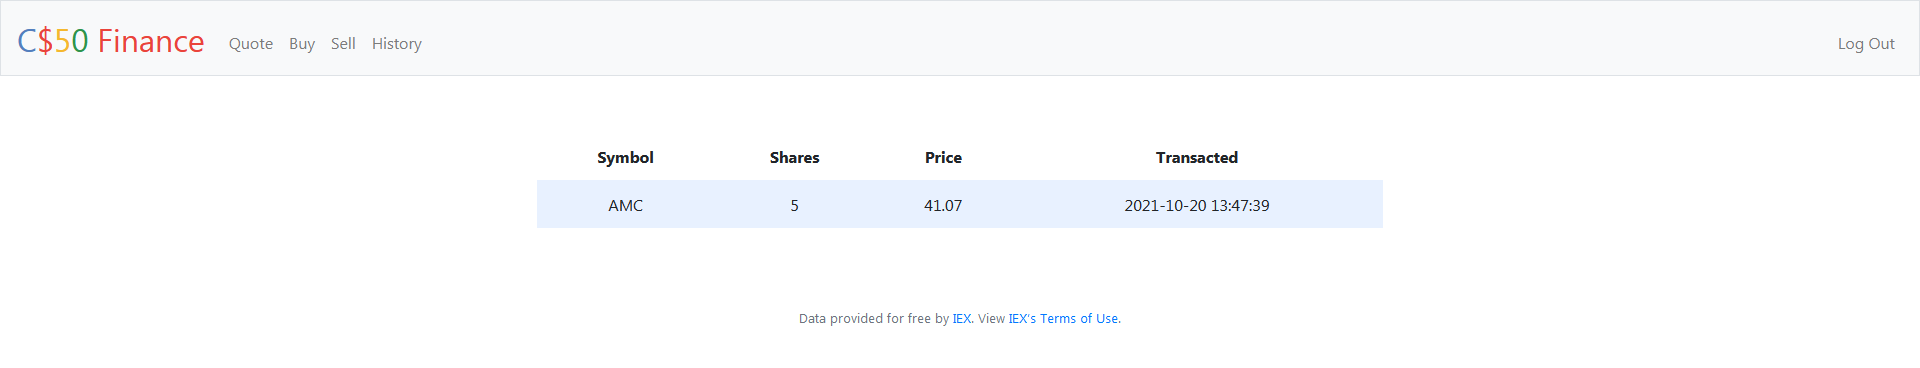 C$50 Finance Quote Buy Sell History Log Out
Symbol Shares Price Transacted
AMC 5 41.07 2021-10-20 13:47:39
Data provided for free by IEX. View IEX's Terms of Use.